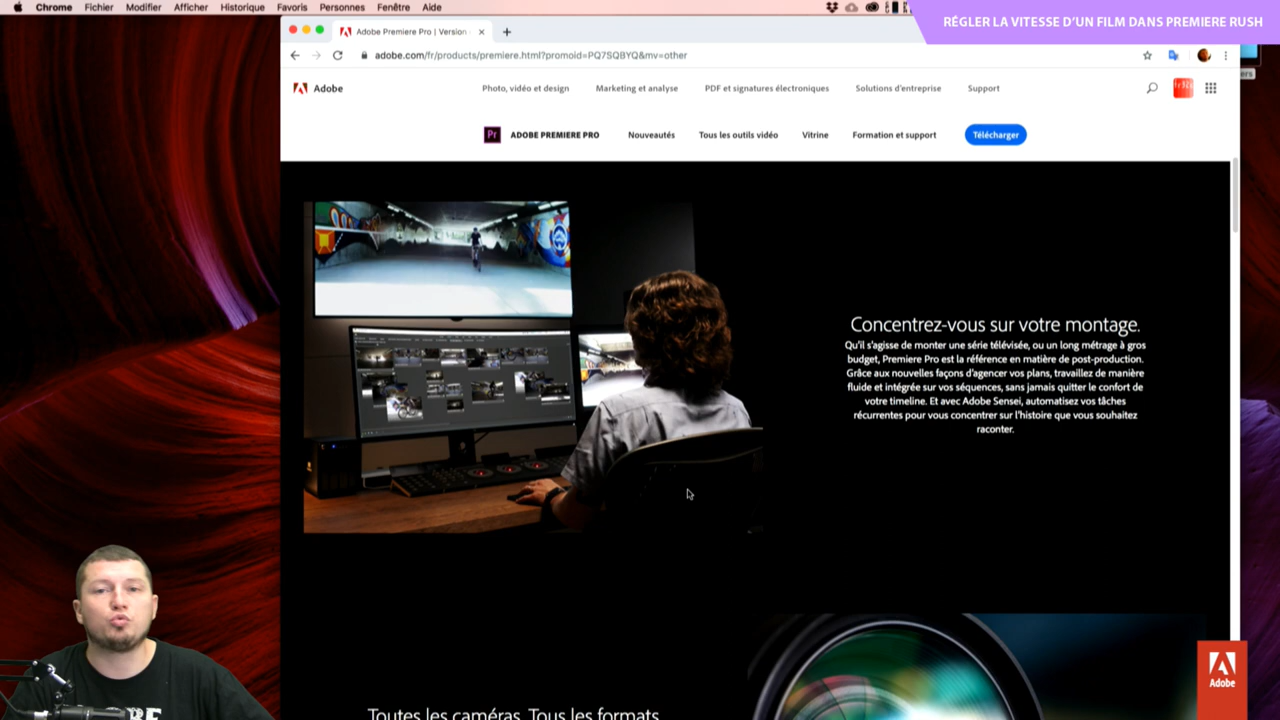 Chrome Fichier Modifier Afficher Historique Favoris Personnes Fenêtre Aide
RÉGLER LA VITESSE D'UN FILM DANS PREMIERE RUSH
Adobe Premiere Pro | Version
adobe.com/fr/products/premiere.html?promoid=PQ7SQBYQ&mv=other
Adobe
Photo, vidéo et design Marketing et analyse PDF et signatures électroniques Solutions d'entreprise Support
Pr ADOBE PREMIERE PRO Nouveautés Tous les outils vidéo Vitrine Formation et support Télécharger
Concentrez-vous sur votre montage.
Qu'il s'agisse de monter une série télévisée, ou un long métrage à gros
budget, Premiere Pro est la référence en matière de post-production.
Grâce aux nouvelles façons d'agencer vos plans, travaillez de manière
fluide et intégrée sur vos séquences, sans jamais quitter le confort de
votre timeline. Et avec Adobe Sensei, automatisez vos tâches
récurrentes pour vous concentrer sur l'histoire que vous souhaitez
raconter.
Toutes les caméras. Tous les formats.
Adobe